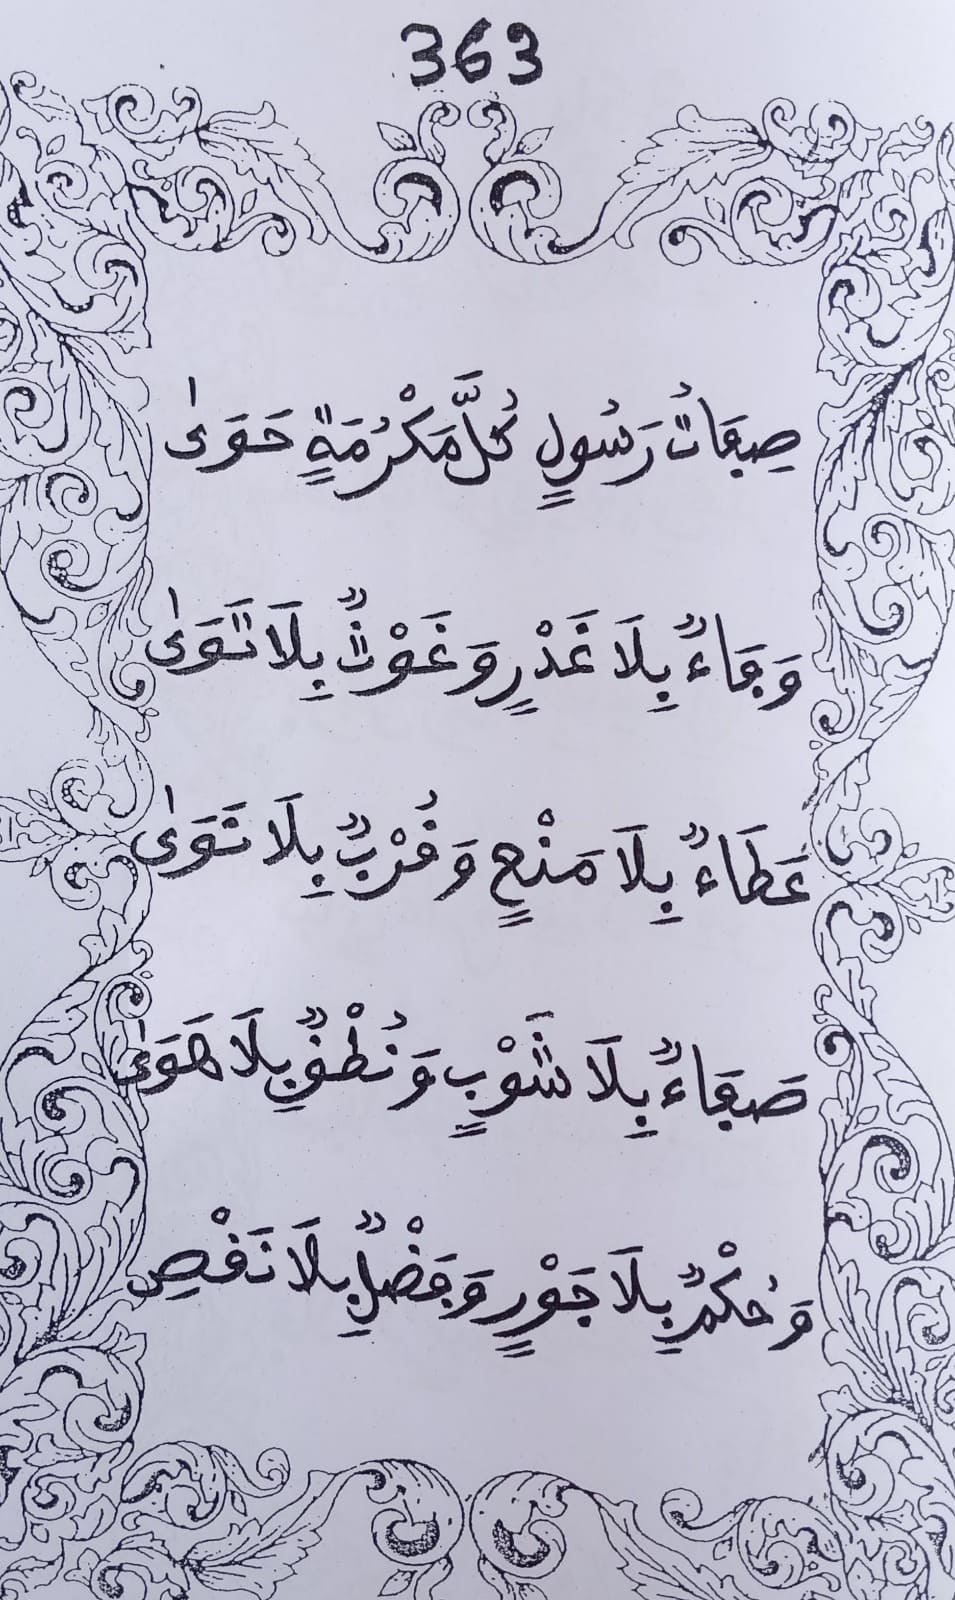 363
صِفَاتُ رَسُولٍ كُلَّ مَكْرُمَةٍ حَوَىٰ
وَفَاءٌ بِلَا غَدْرٍ وَغَوْثٌ بِلَا تَوَىٰ
عَطَاءٌ بِلَا مَنْعٍ وَقُرْبٌ بِلَا نَوَىٰ
صَفَاءٌ بِلَا شَوْبٍ وَنُطْقٌ بِلَا هَوَىٰ
وَحُكْمٌ بِلَا جَوْرٍ وَفَضْلٌ بِلَا نَقْصِ